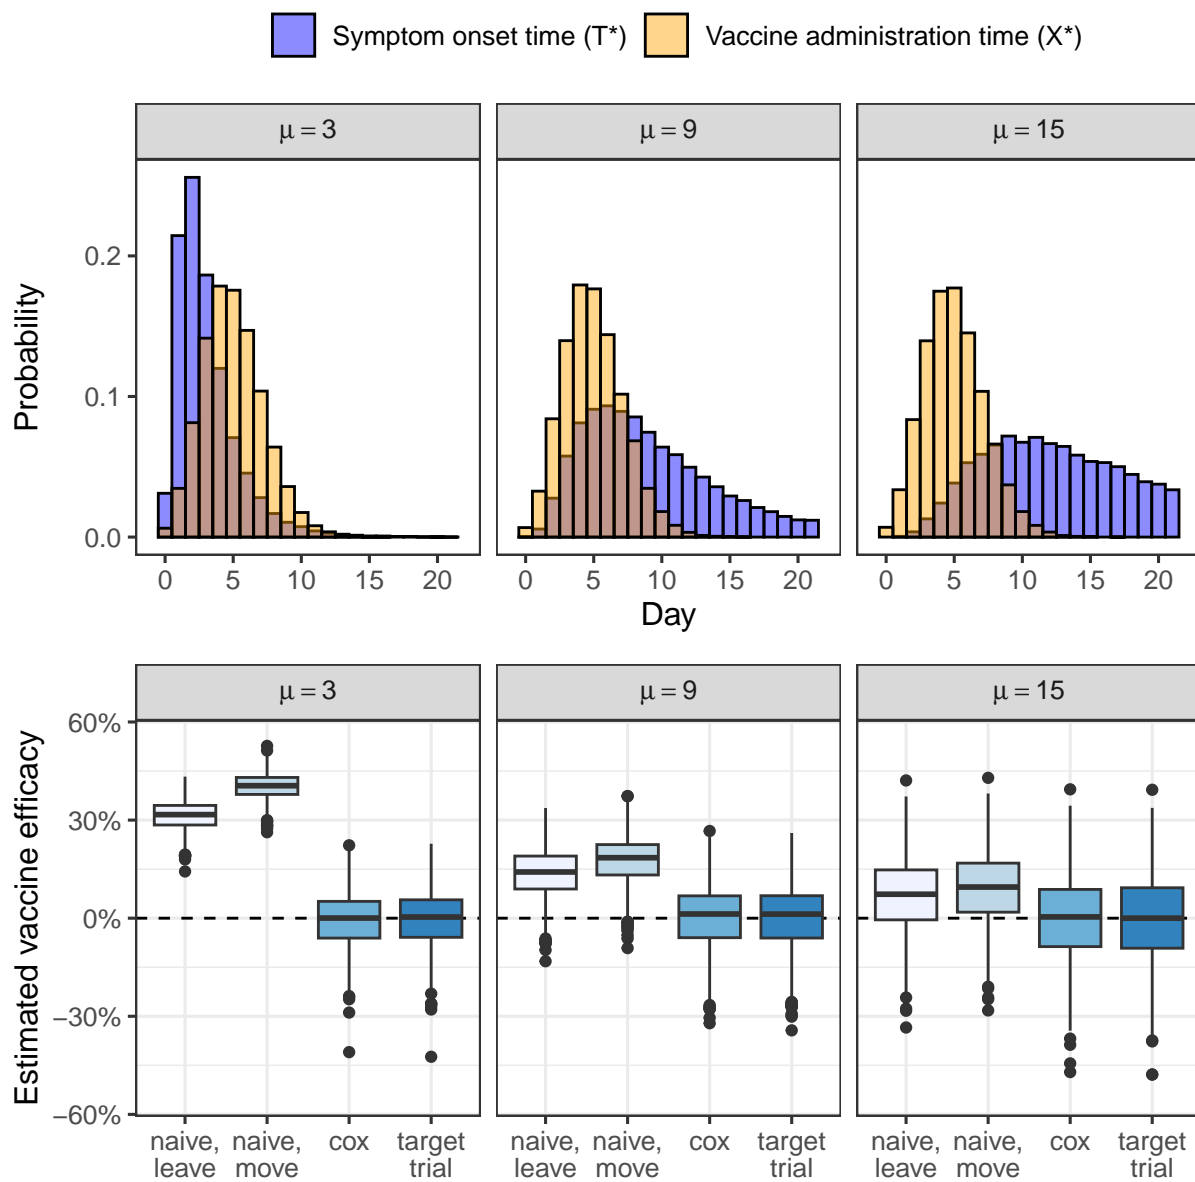 Symptom onset time (T*) Vaccine administration time (X*)
μ = 3 μ = 9 μ = 15
Probability
0.2
0.1
0.0
0 5 10 15 20 0 5 10 15 20 0 5 10 15 20
Day
μ = 3 μ = 9 μ = 15
Estimated vaccine efficacy
60%
30%
0%
−30%
−60%
naive, naive, cox target naive, naive, cox target naive, naive, cox target
leave move trial leave move trial leave move trial